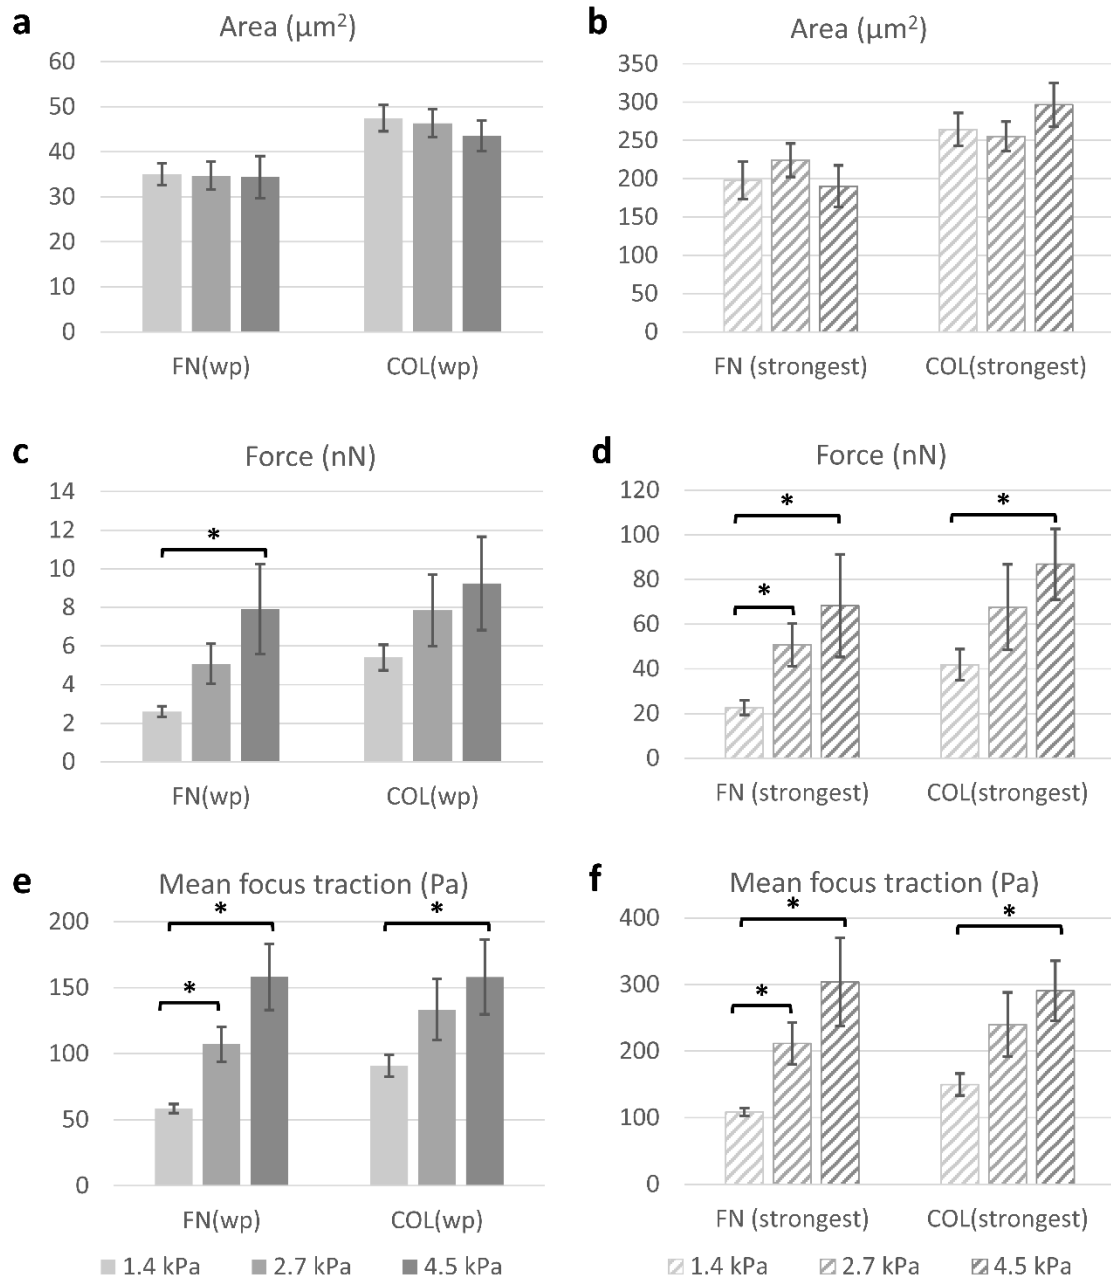 a
Area (µm²)
60
50
40
30
20
10
0
FN(wp) COL(wp)
b
Area (µm²)
350
300
250
200
150
100
50
0
FN (strongest) COL(strongest)
c
Force (nN)
14
12
10
8
6
4
2
0
*
FN(wp) COL(wp)
d
Force (nN)
120
100
80
60
40
20
0
* *
*
FN (strongest) COL(strongest)
e
Mean focus traction (Pa)
200
150
100
50
0
* *
*
FN(wp) COL(wp)
1.4 kPa 2.7 kPa 4.5 kPa
f
Mean focus traction (Pa)
400
300
200
100
0
* *
*
FN (strongest) COL(strongest)
1.4 kPa 2.7 kPa 4.5 kPa